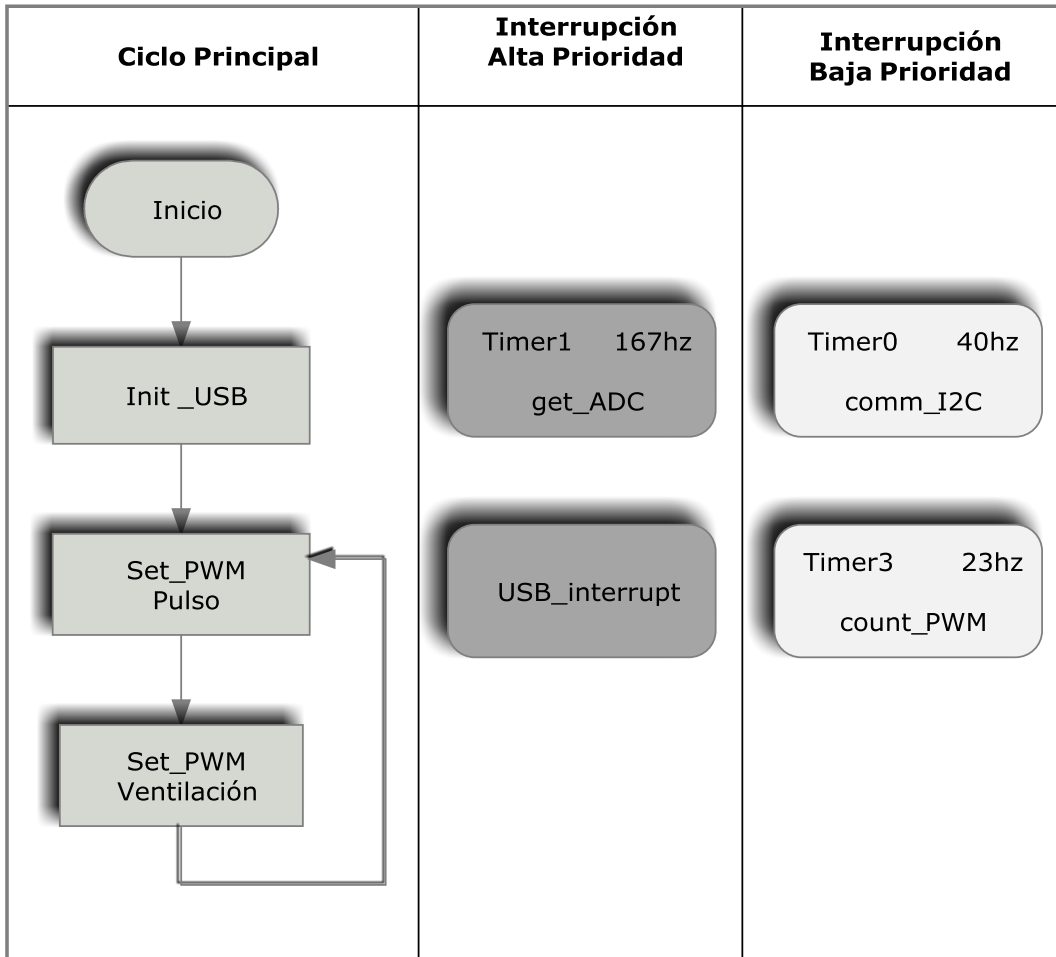 Ciclo Principal
Interrupción
Alta Prioridad
Interrupción
Baja Prioridad
Inicio
Init _USB
Set_PWM
Pulso
Set_PWM
Ventilación
Timer1 167hz
get_ADC
USB_interrupt
Timer0 40hz
comm_I2C
Timer3 23hz
count_PWM